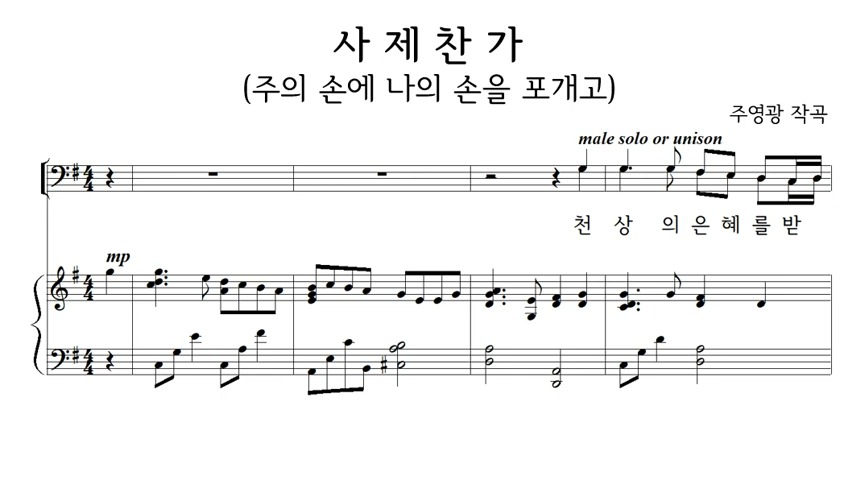 사 제 찬 가
(주의 손에 나의 손을 포개고)
주영광 작곡
male solo or unison
천 상 의 은 혜 를 받
mp